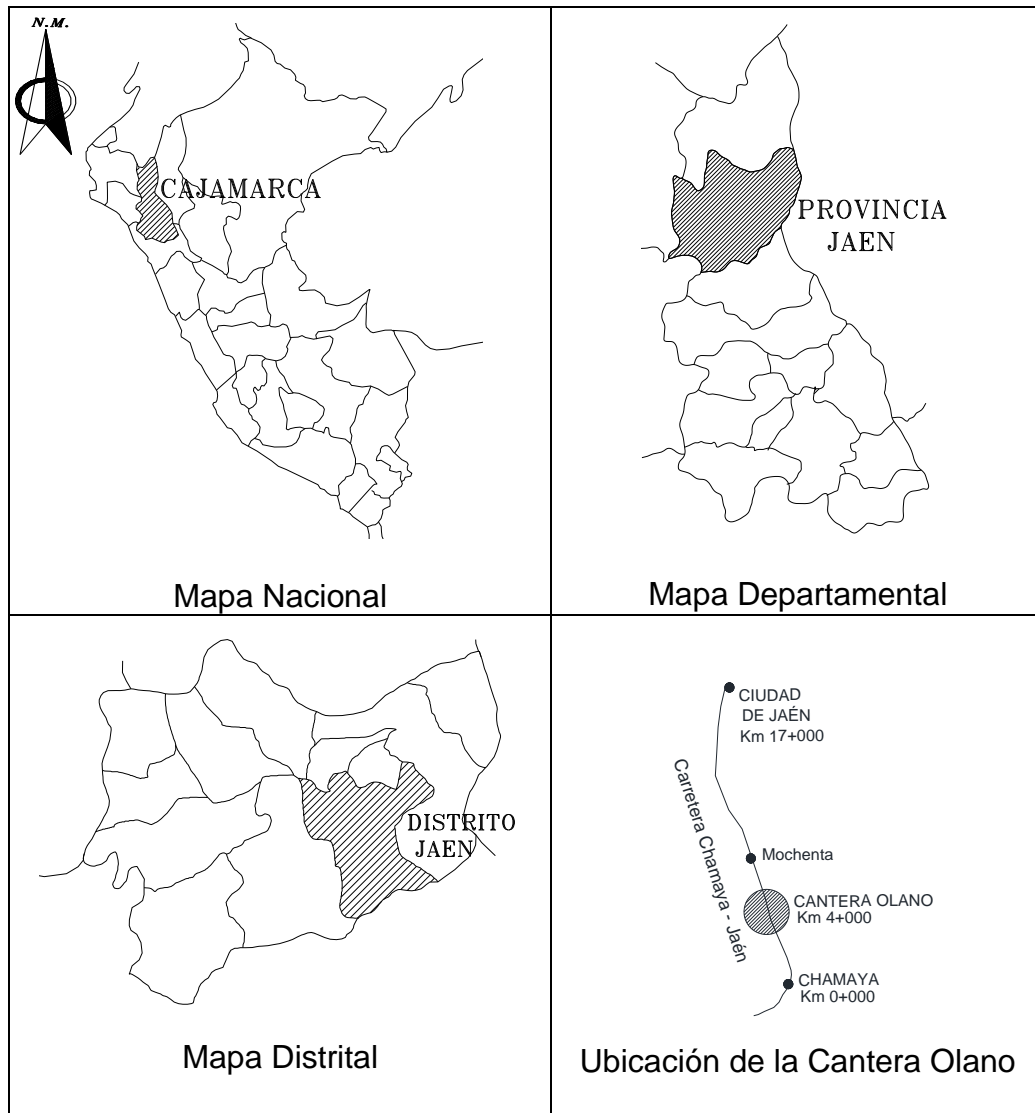 N.M.
CAJAMARCA
Mapa Nacional
PROVINCIA
JAEN
Mapa Departamental
DISTRITO
JAEN
Mapa Distrital
CIUDAD
DE JAÉN
Km 17+000
Carretera Chamaya - Jaén
Mochenta
CANTERA OLANO
Km 4+000
CHAMAYA
Km 0+000
Ubicación de la Cantera Olano